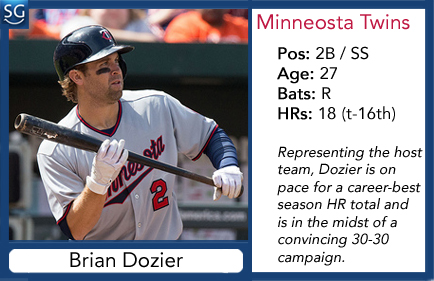 SG
Minneosta Twins
Pos: 2B / SS
Age: 27
Bats: R
HRs: 18 (t-16th)
Representing the host
team, Dozier is on
pace for a career-best
season HR total and
is in the midst of a
convincing 30-30
campaign.
Minnesota
2
Brian Dozier